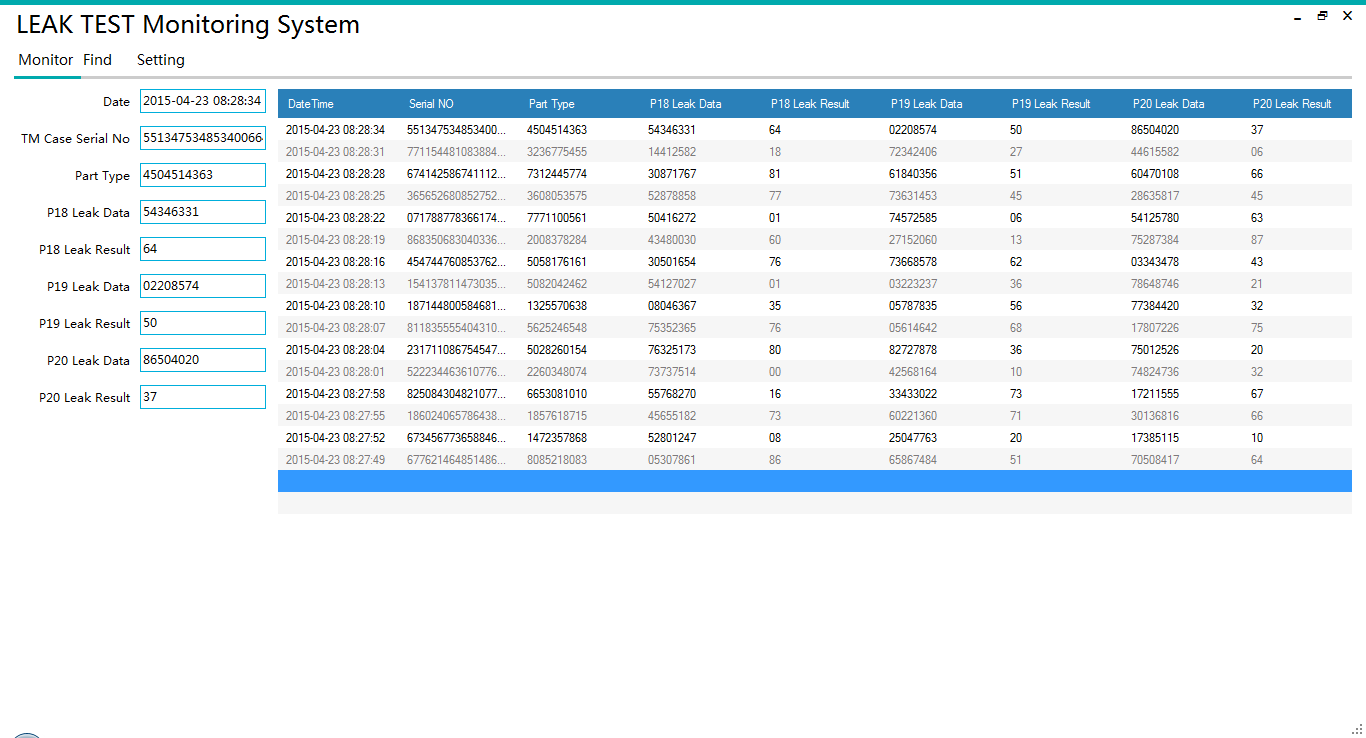 LEAK TEST Monitoring System
Monitor Find Setting
Date 2015-04-23 08:28:34
TM Case Serial No 55134753485340066
Part Type 4504514363
P18 Leak Data 54346331
P18 Leak Result 64
P19 Leak Data 02208574
P19 Leak Result 50
P20 Leak Data 86504020
P20 Leak Result 37
DateTime Serial NO Part Type P18 Leak Data P18 Leak Result P19 Leak Data P19 Leak Result P20 Leak Data P20 Leak Result
2015-04-23 08:28:34 551347534853400... 4504514363 54346331 64 02208574 50 86504020 37
2015-04-23 08:28:31 771154481083884... 3236775455 14412582 18 72342406 27 44615582 06
2015-04-23 08:28:28 674142586741112... 7312445774 30871767 81 61840356 51 60470108 66
2015-04-23 08:28:25 365652680852752... 3608053575 52878858 77 73631453 45 28635817 45
2015-04-23 08:28:22 071788778366174... 7771100561 50416272 01 74572585 06 54125780 63
2015-04-23 08:28:19 868350683040336... 2008378284 43480030 60 27152060 13 75287384 87
2015-04-23 08:28:16 454744760853762... 5058176161 30501654 76 73668578 62 03343478 43
2015-04-23 08:28:13 154137811473035... 5082042462 54127027 01 03223237 36 78648746 21
2015-04-23 08:28:10 187144800584681... 1325570638 08046367 35 05787835 56 77384420 32
2015-04-23 08:28:07 811835555404310... 5625246548 75352365 76 05614642 68 17807226 75
2015-04-23 08:28:04 231711086754547... 5028260154 76325173 80 82727878 36 75012526 20
2015-04-23 08:28:01 522234463610776... 2260348074 73737514 00 42568164 10 74824736 32
2015-04-23 08:27:58 825084304821077... 6653081010 55768270 16 33433022 73 17211555 67
2015-04-23 08:27:55 186024065786438... 1857618715 45655182 73 60221360 71 30136816 66
2015-04-23 08:27:52 673456773658846... 1472357868 52801247 08 25047763 20 17385115 10
2015-04-23 08:27:49 677621464851486... 8085218083 05307861 86 65867484 51 70508417 64